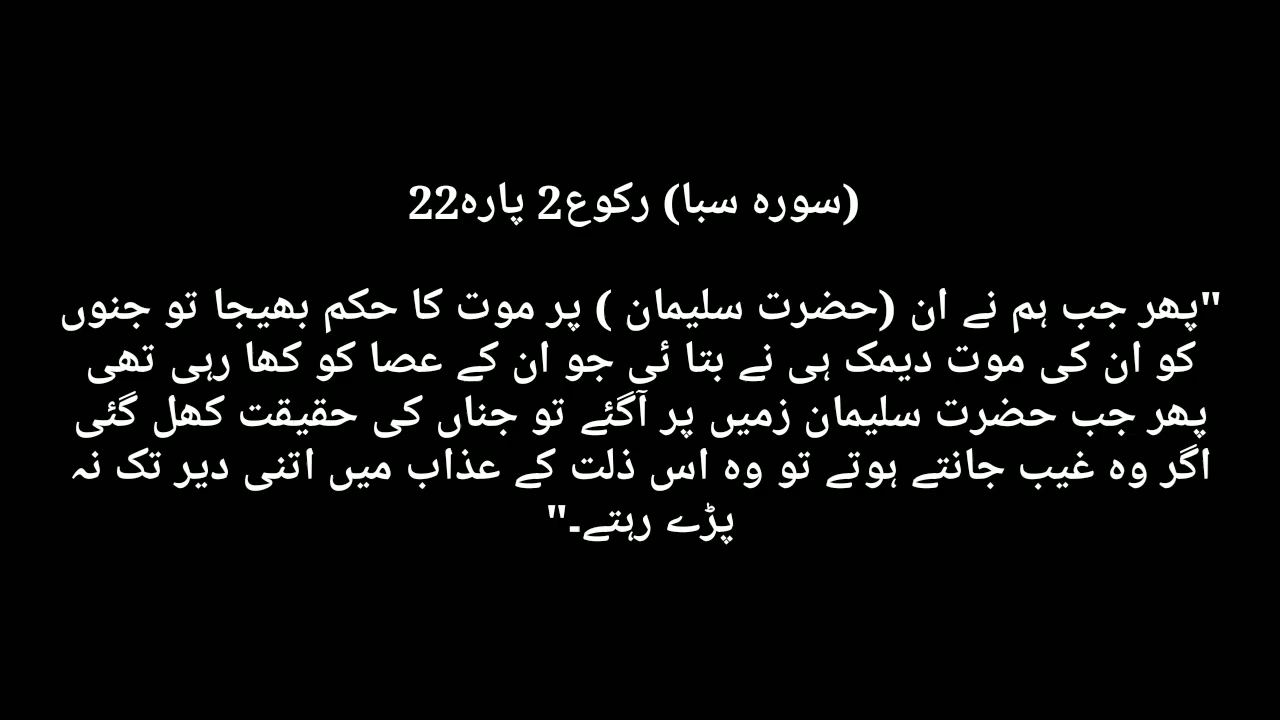 (سورہ سبا) رکوع2 پارہ22
"پھر جب ہم نے ان (حضرت سلیمان ) پر موت کا حکم بھیجا تو جنوں
کو ان کی موت دیمک ہی نے بتا ئی جو ان کے عصا کو کھا رہی تھی
پھر جب حضرت سلیمان زمیں پر آگئے تو جناں کی حقیقت کھل گئی
اگر وہ غیب جانتے ہوتے تو وہ اس ذلت کے عذاب میں اتنی دیر تک نہ
پڑے رہتے۔"